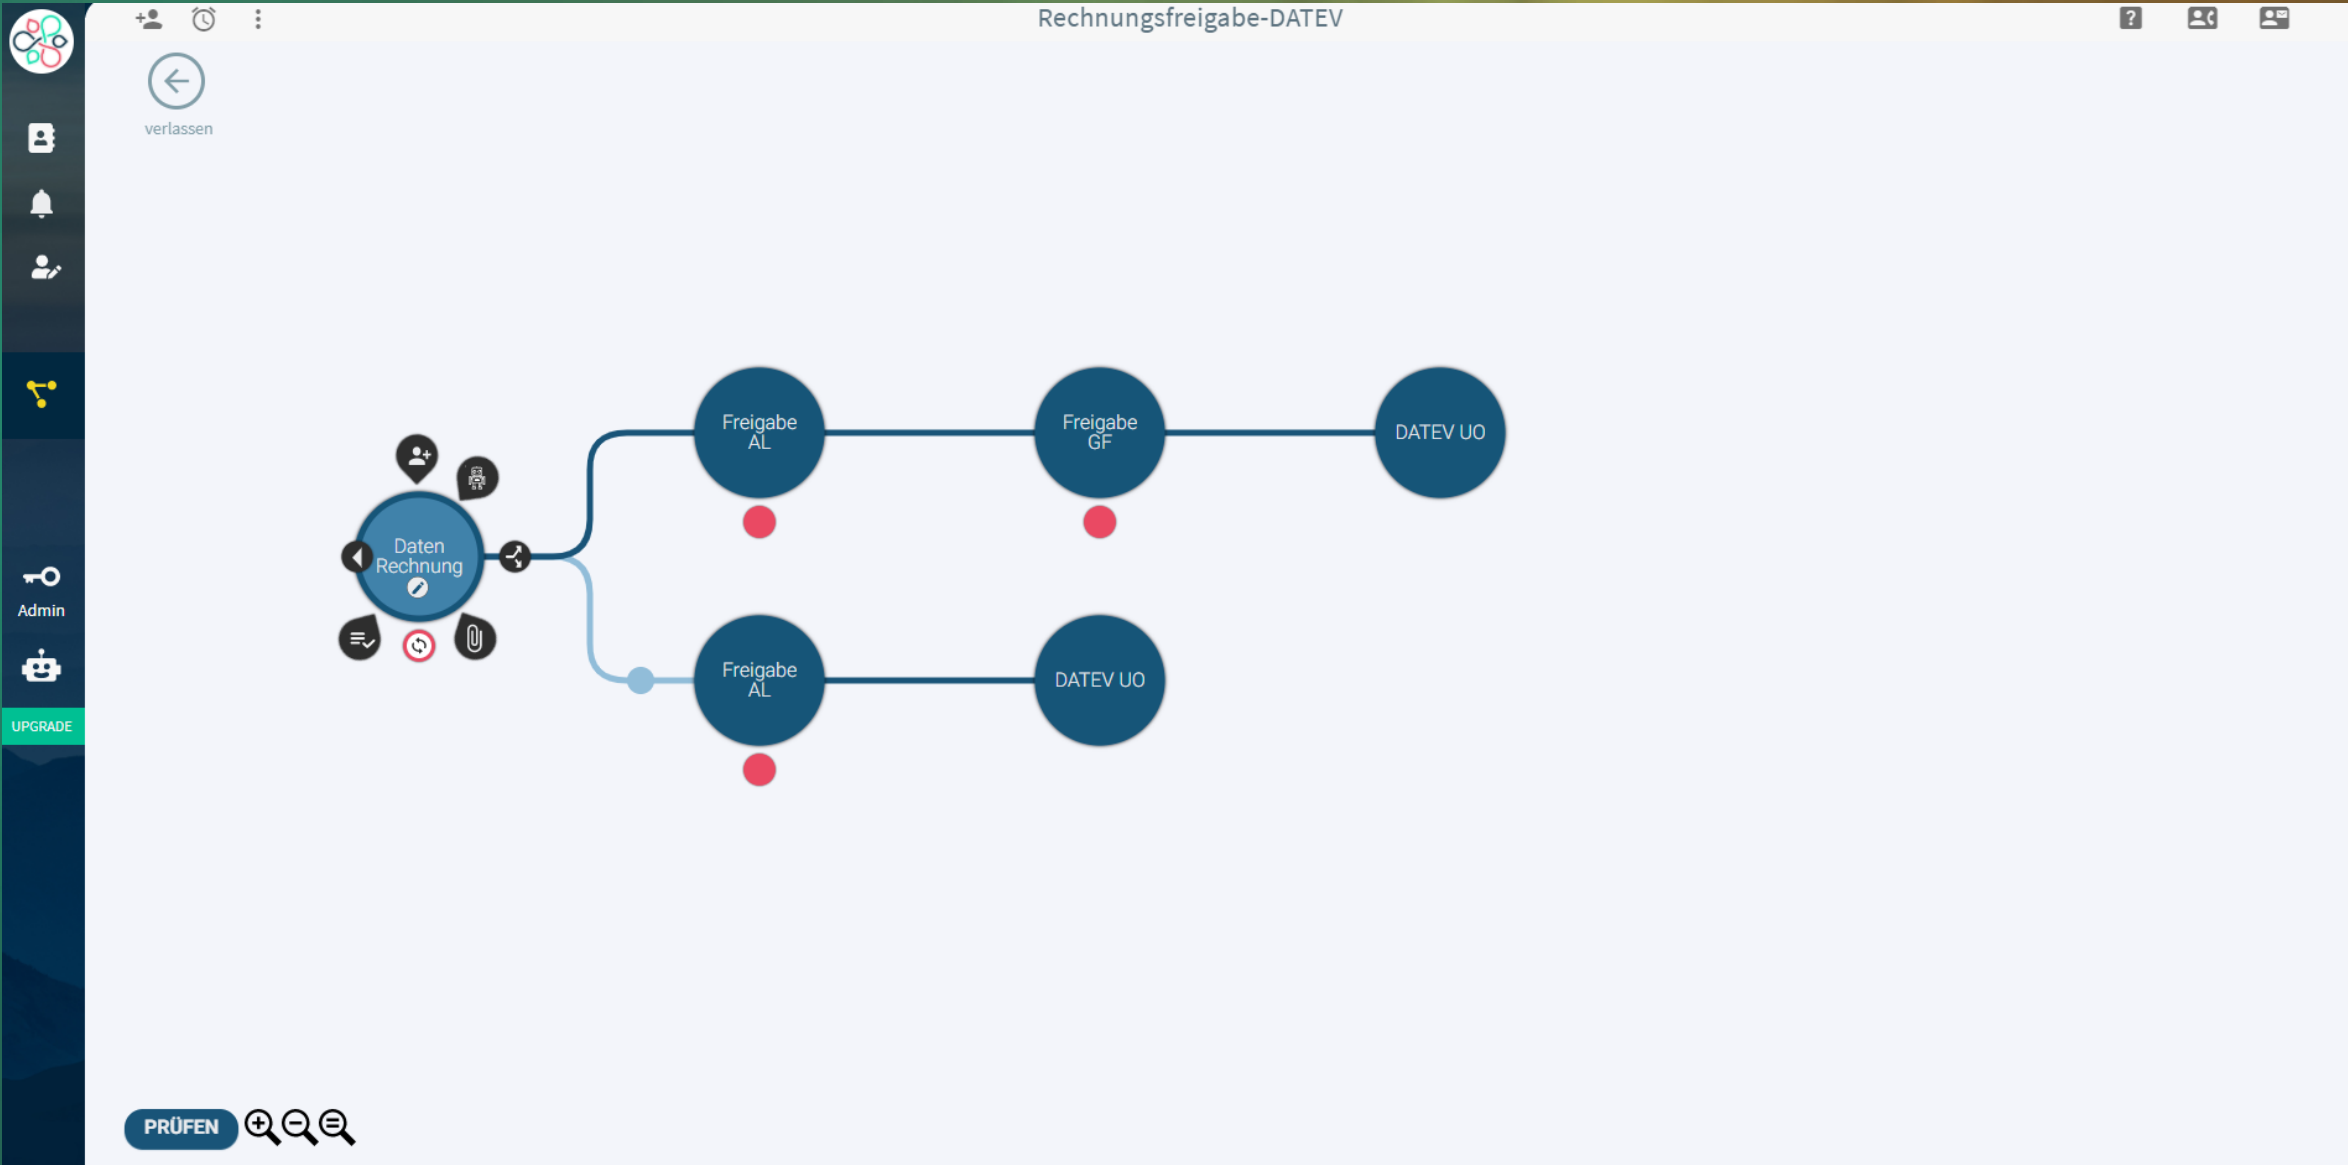 Rechnungsfreigabe-DATEV
verlassen
Freigabe
AL
Freigabe
GF
DATEV UO
Daten
Rechnung
Freigabe
AL
DATEV UO
Admin
UPGRADE
PRÜFEN